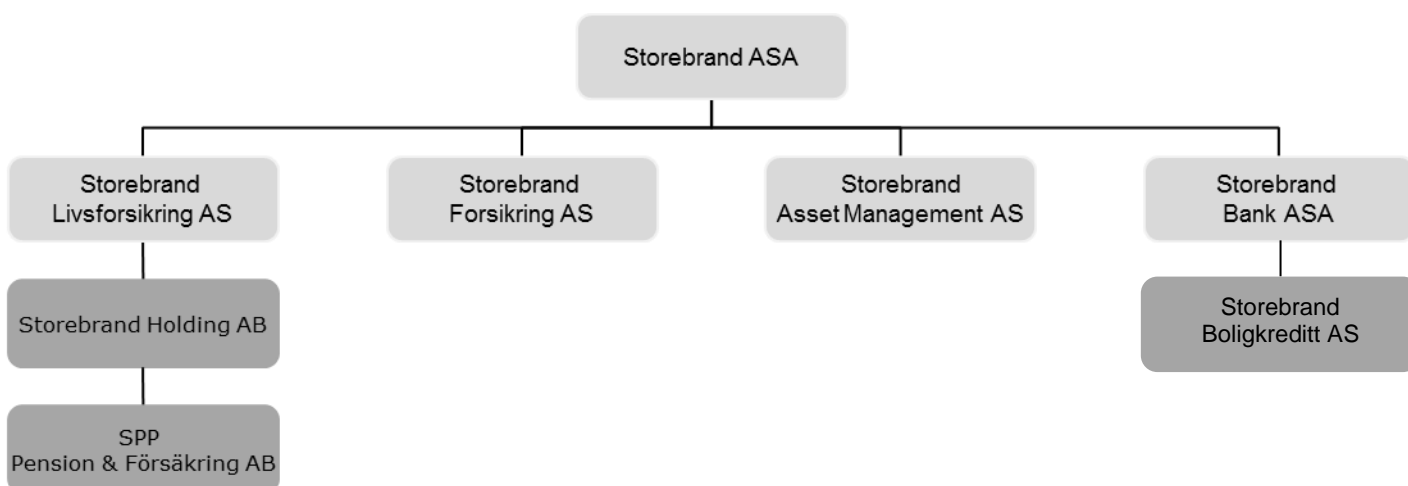 Storebrand ASA
Storebrand
Livsforsikring AS
Storebrand
Forsikring AS
Storebrand
Asset Management AS
Storebrand
Bank ASA
Storebrand Holding AB
Storebrand
Boligkreditt AS
SPP
Pension & Försäkring AB